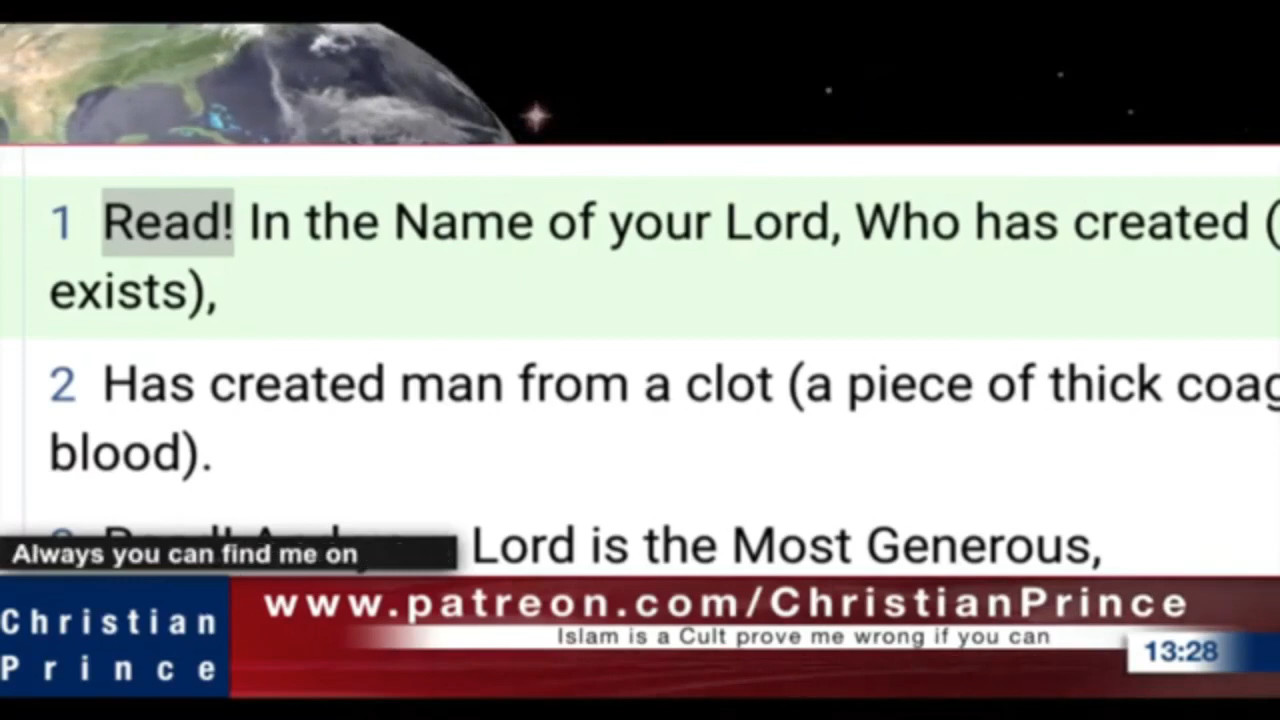 1 Read! In the Name of your Lord, Who has created (
exists),
2 Has created man from a clot (a piece of thick coag
blood).
Lord is the Most Generous,
Always you can find me on
www.patreon.com/ChristianPrince
Islam is a Cult prove me wrong if you can
Christian
Prince
13:28